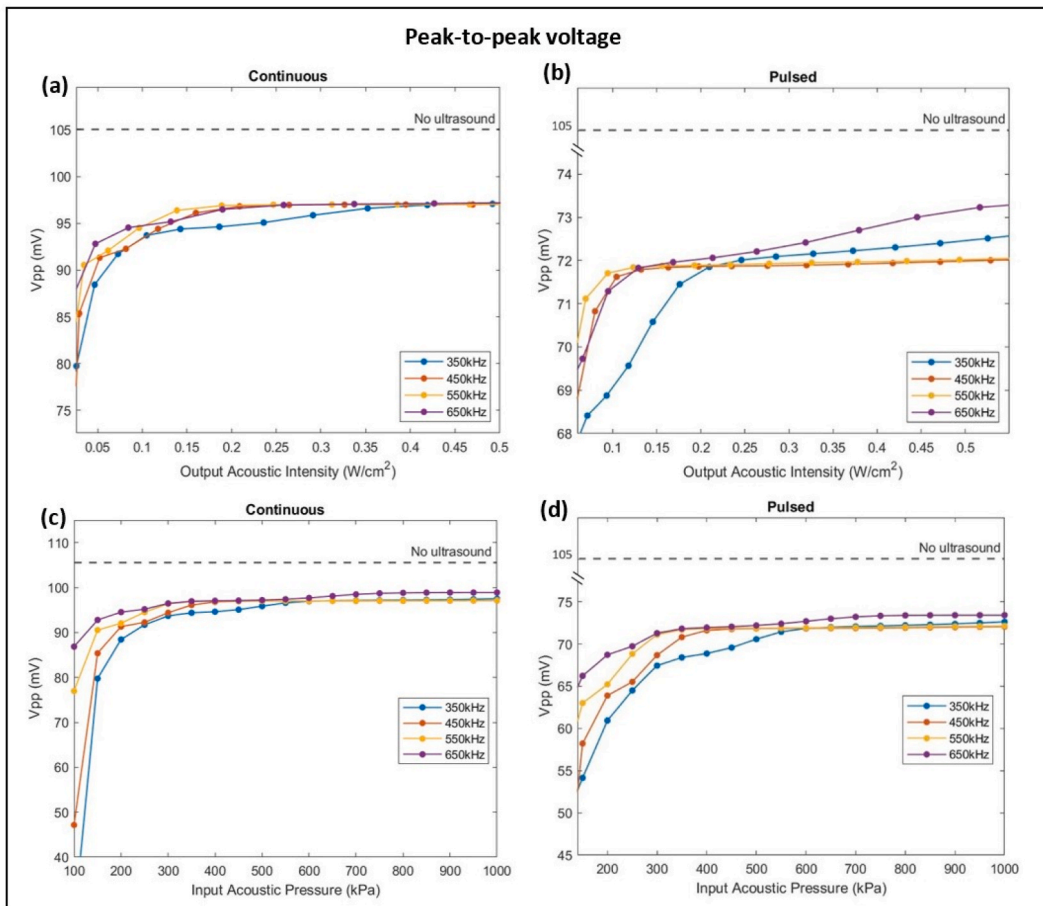 Peak-to-peak voltage
(a)
Continuous
No ultrasound
105
100
95
90
85
80
75
Vpp (mV)
350kHz
450kHz
550kHz
650kHz
0.05 0.1 0.15 0.2 0.25 0.3 0.35 0.4 0.45 0.5
Output Acoustic Intensity (W/cm²)
(b)
Pulsed
No ultrasound
105
74
73
72
71
70
69
68
Vpp (mV)
350kHz
450kHz
550kHz
650kHz
0.1 0.15 0.2 0.25 0.3 0.35 0.4 0.45 0.5
Output Acoustic Intensity (W/cm²)
(c)
Continuous
No ultrasound
110
100
90
80
70
60
50
40
Vpp (mV)
350kHz
450kHz
550kHz
650kHz
100 200 300 400 500 600 700 800 900 1000
Input Acoustic Pressure (kPa)
(d)
Pulsed
No ultrasound
105
75
70
65
60
55
50
45
Vpp (mV)
350kHz
450kHz
550kHz
650kHz
200 300 400 500 600 700 800 900 1000
Input Acoustic Pressure (kPa)